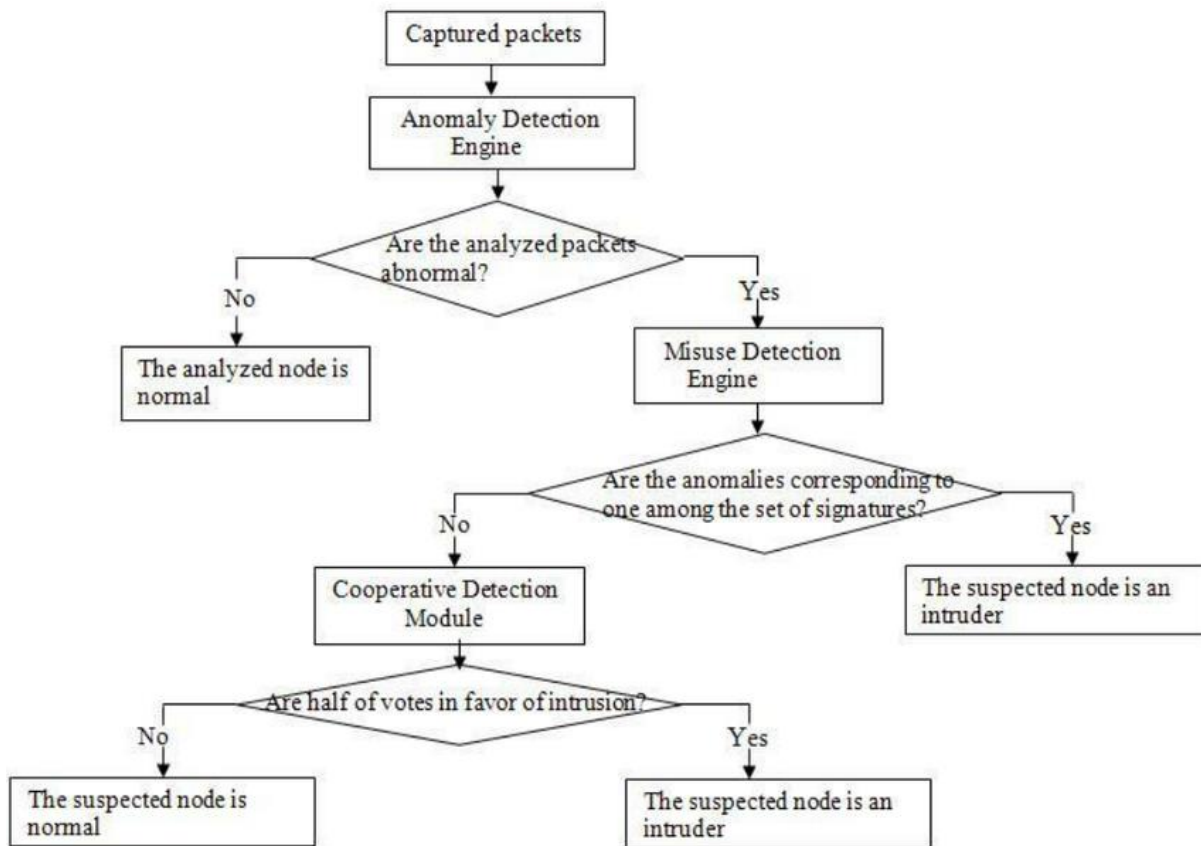 Captured packets
Anomaly Detection
Engine
Are the analyzed packets
abnormal?
No
Yes
The analyzed node is
normal
Misuse Detection
Engine
Are the anomalies corresponding to
one among the set of signatures?
No
Yes
Cooperative Detection
Module
The suspected node is an
intruder
Are half of votes in favor of intrusion?
No
Yes
The suspected node is
normal
The suspected node is an
intruder